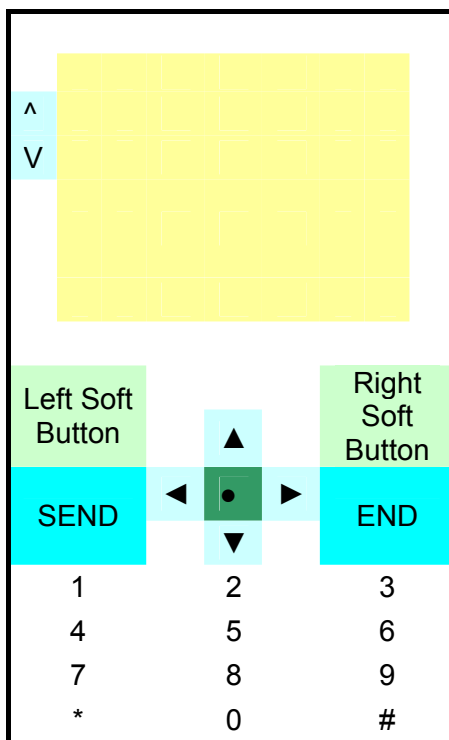 ^
V
Left Soft
Button
Right
Soft
Button
▲
◄ ● ►
▼
SEND
END
1 2 3
4 5 6
7 8 9
* 0 #